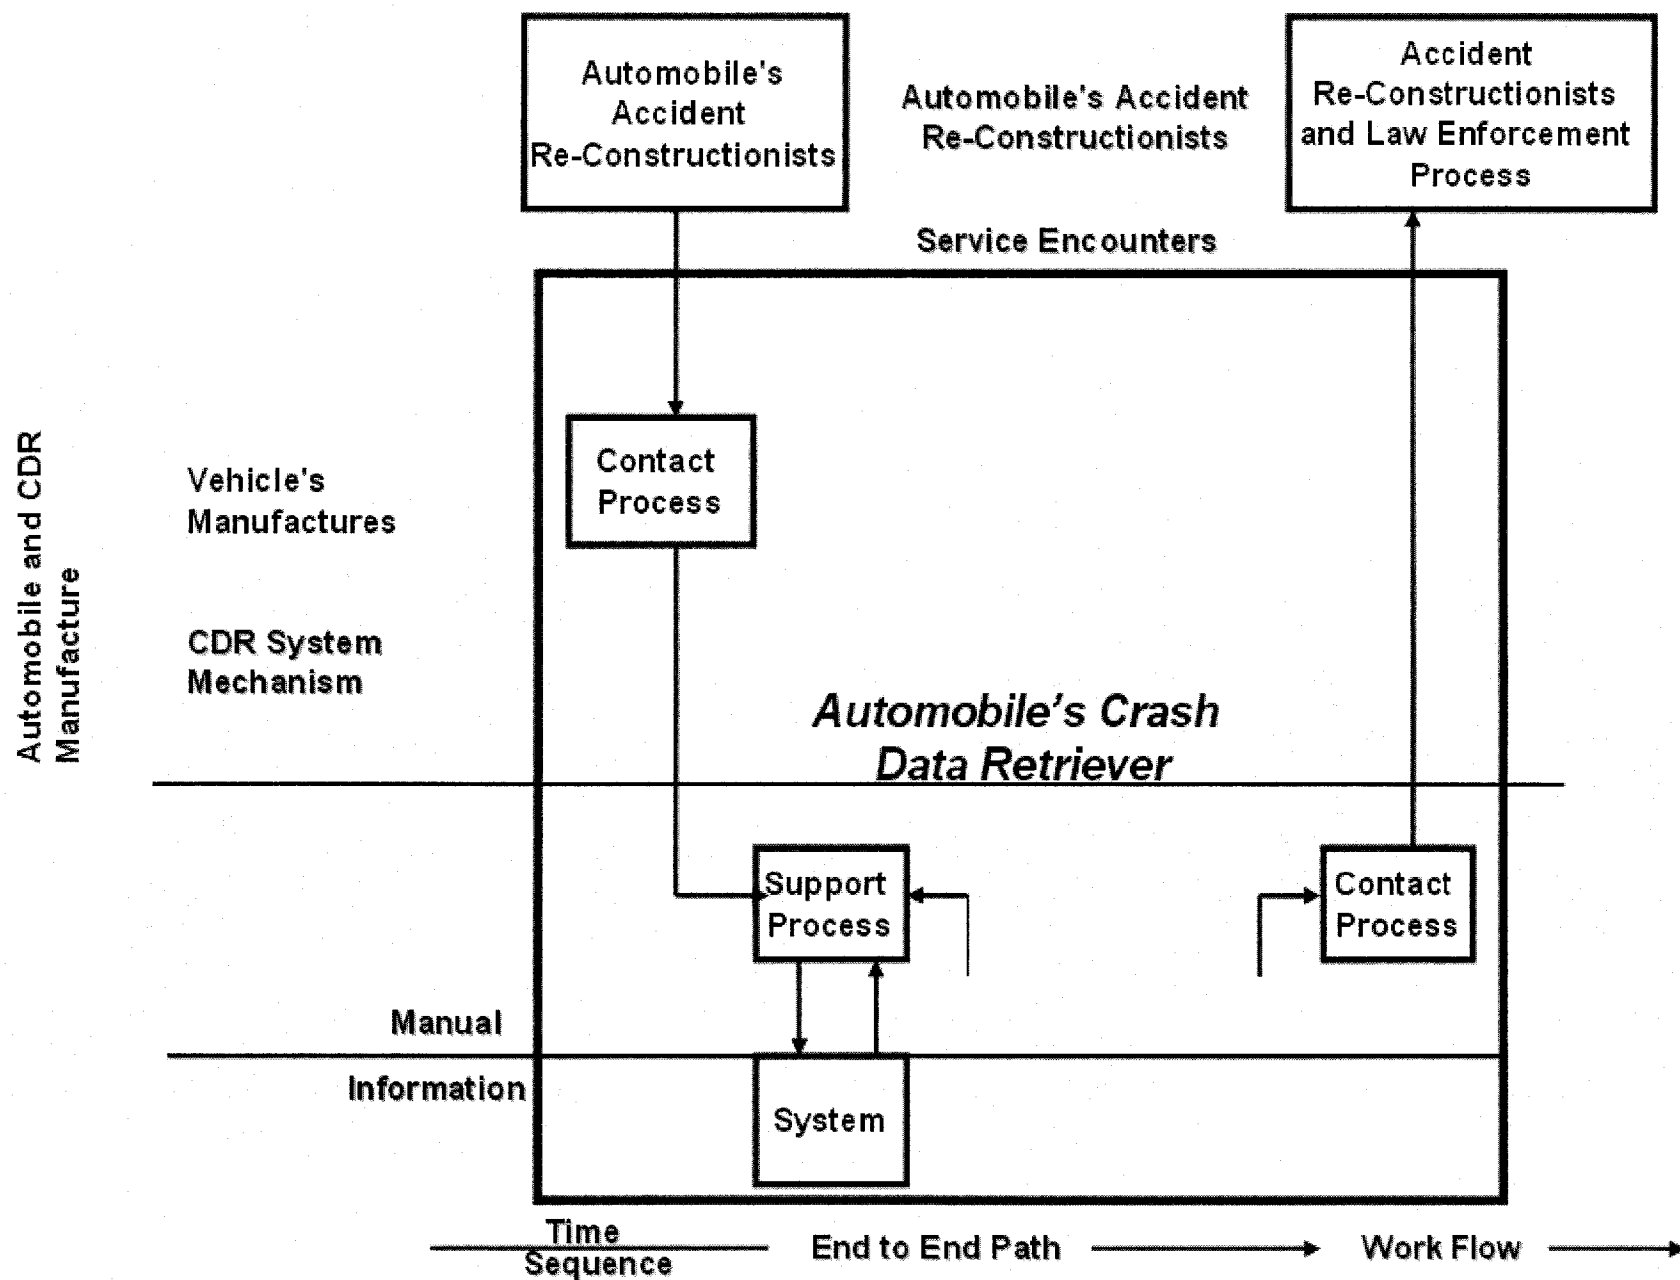 Automobile's
Accident
Re-Constructionists
Automobile's Accident
Re-Constructionists
Accident
Re-Constructionists
and Law Enforcement
Process
Service Encounters
Automobile and CDR
Manufacture
Vehicle's
Manufactures
Contact
Process
CDR System
Mechanism
Automobile's Crash
Data Retriever
Support
Process
Contact
Process
Manual
Information
System
Time
Sequence
End to End Path
Work Flow